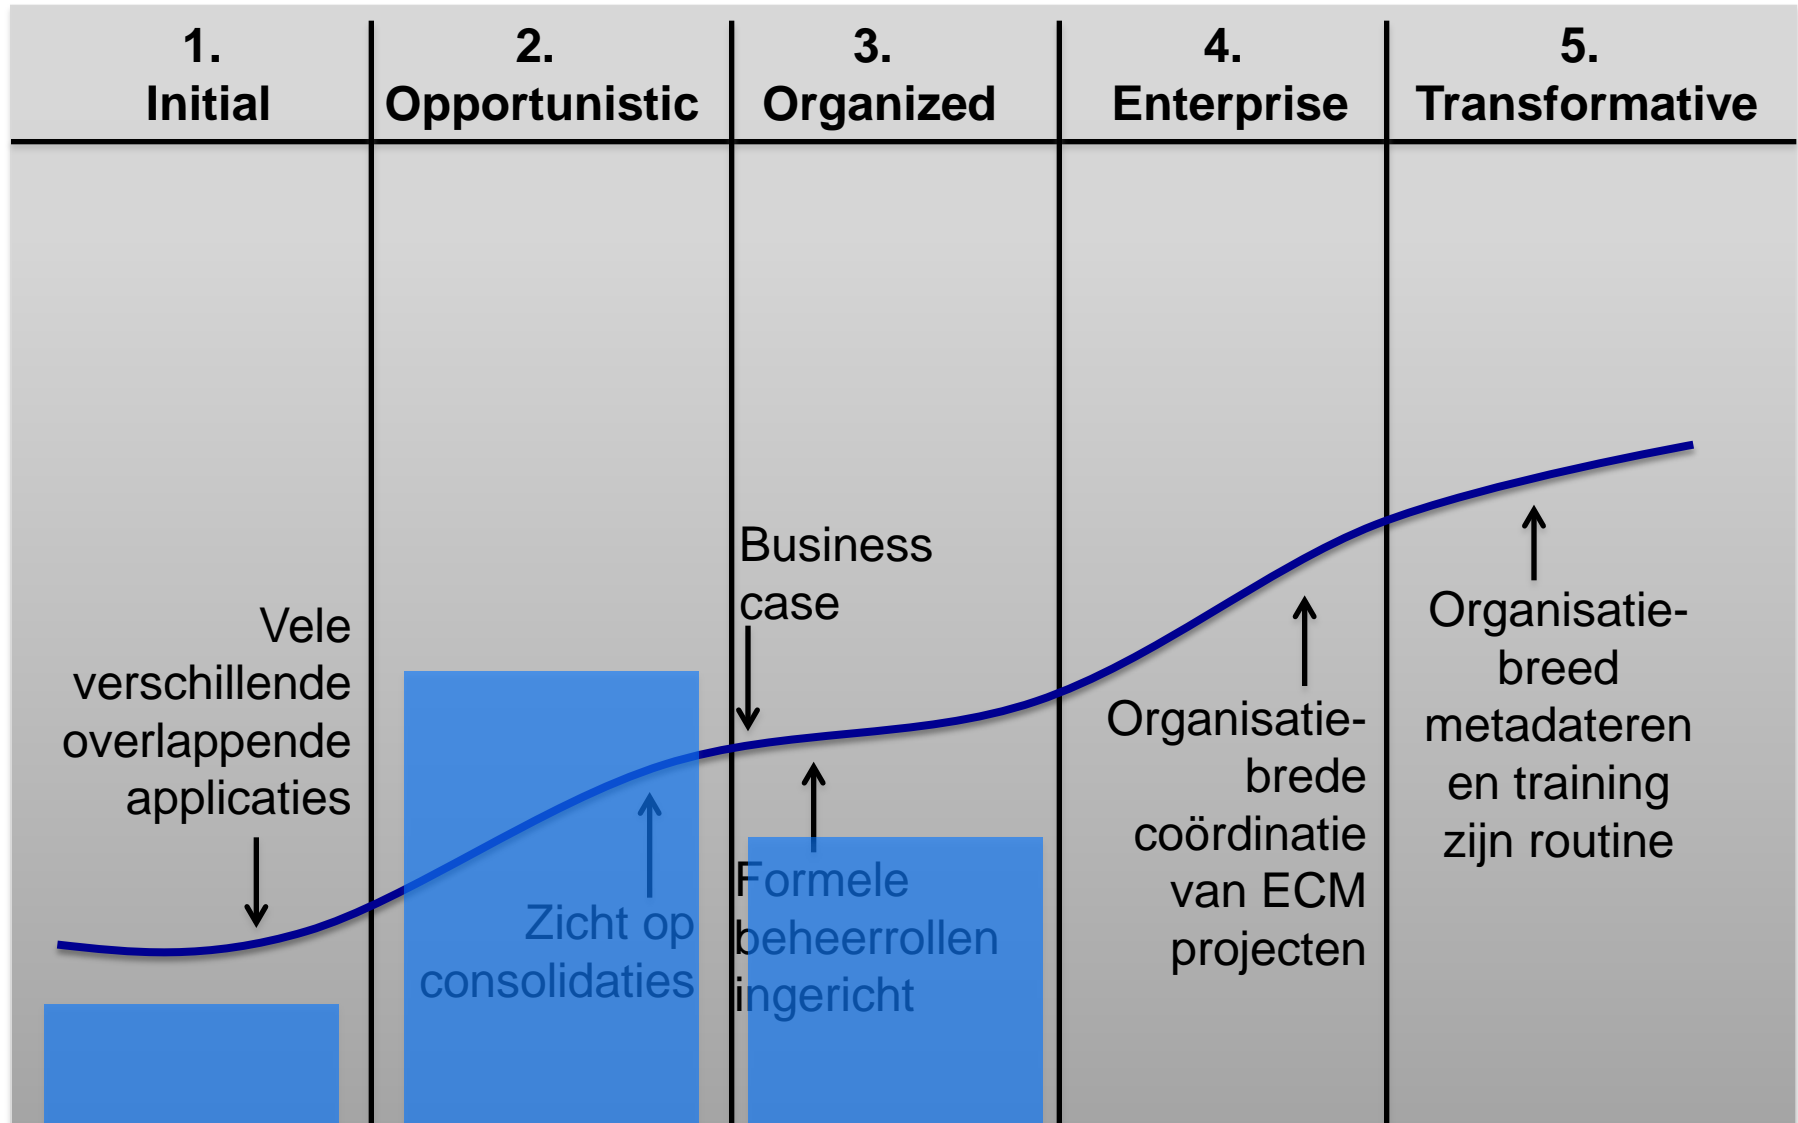 1.
Initial
2.
Opportunistic
3.
Organized
4.
Enterprise
5.
Transformative
Vele
verschillende
overlappende
applicaties
Zicht op
consolidaties
Business
case
Formele
beheerrollen
ingericht
Organisatie-
brede
coördinatie
van ECM
projecten
Organisatie-
breed
metadateren
en training
zijn routine